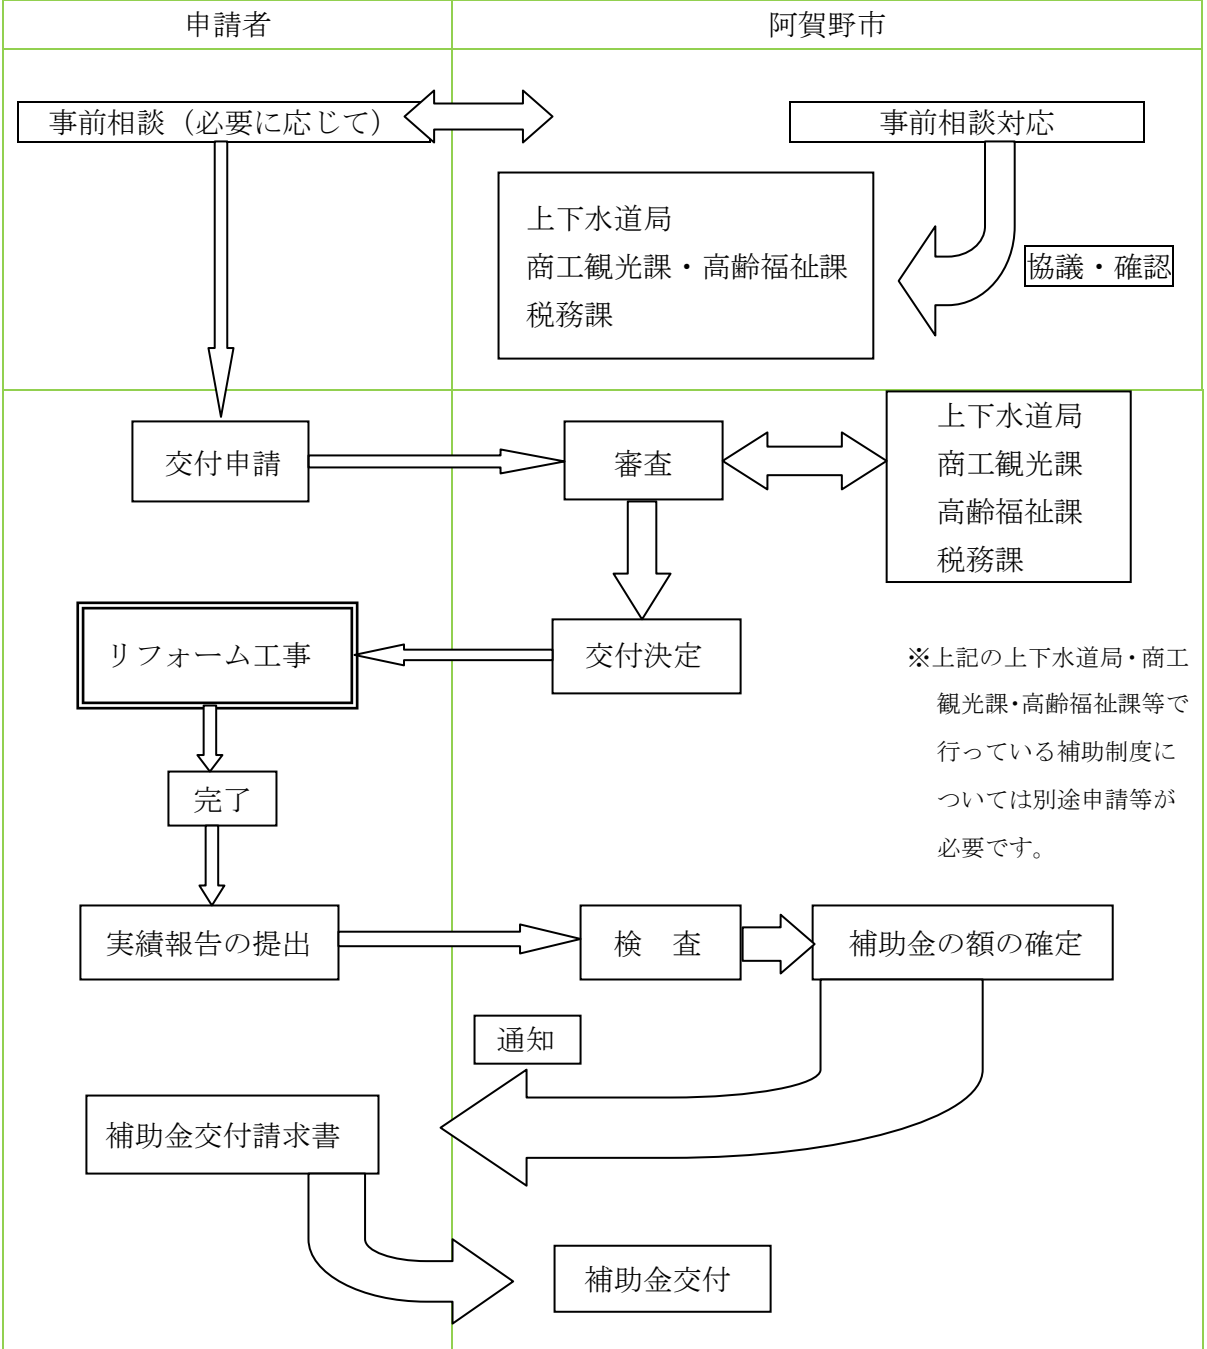 申請者
阿賀野市
事前相談（必要に応じて）
事前相談対応
上下水道局
商工観光課・高齢福祉課
税務課
協議・確認
交付申請
審査
上下水道局
商工観光課
高齢福祉課
税務課
リフォーム工事
交付決定
※上記の上下水道局・商工
観光課・高齢福祉課等で
行っている補助制度に
ついては別途申請等が
必要です。
完了
実績報告の提出
検　査
補助金の額の確定
通知
補助金交付請求書
補助金交付